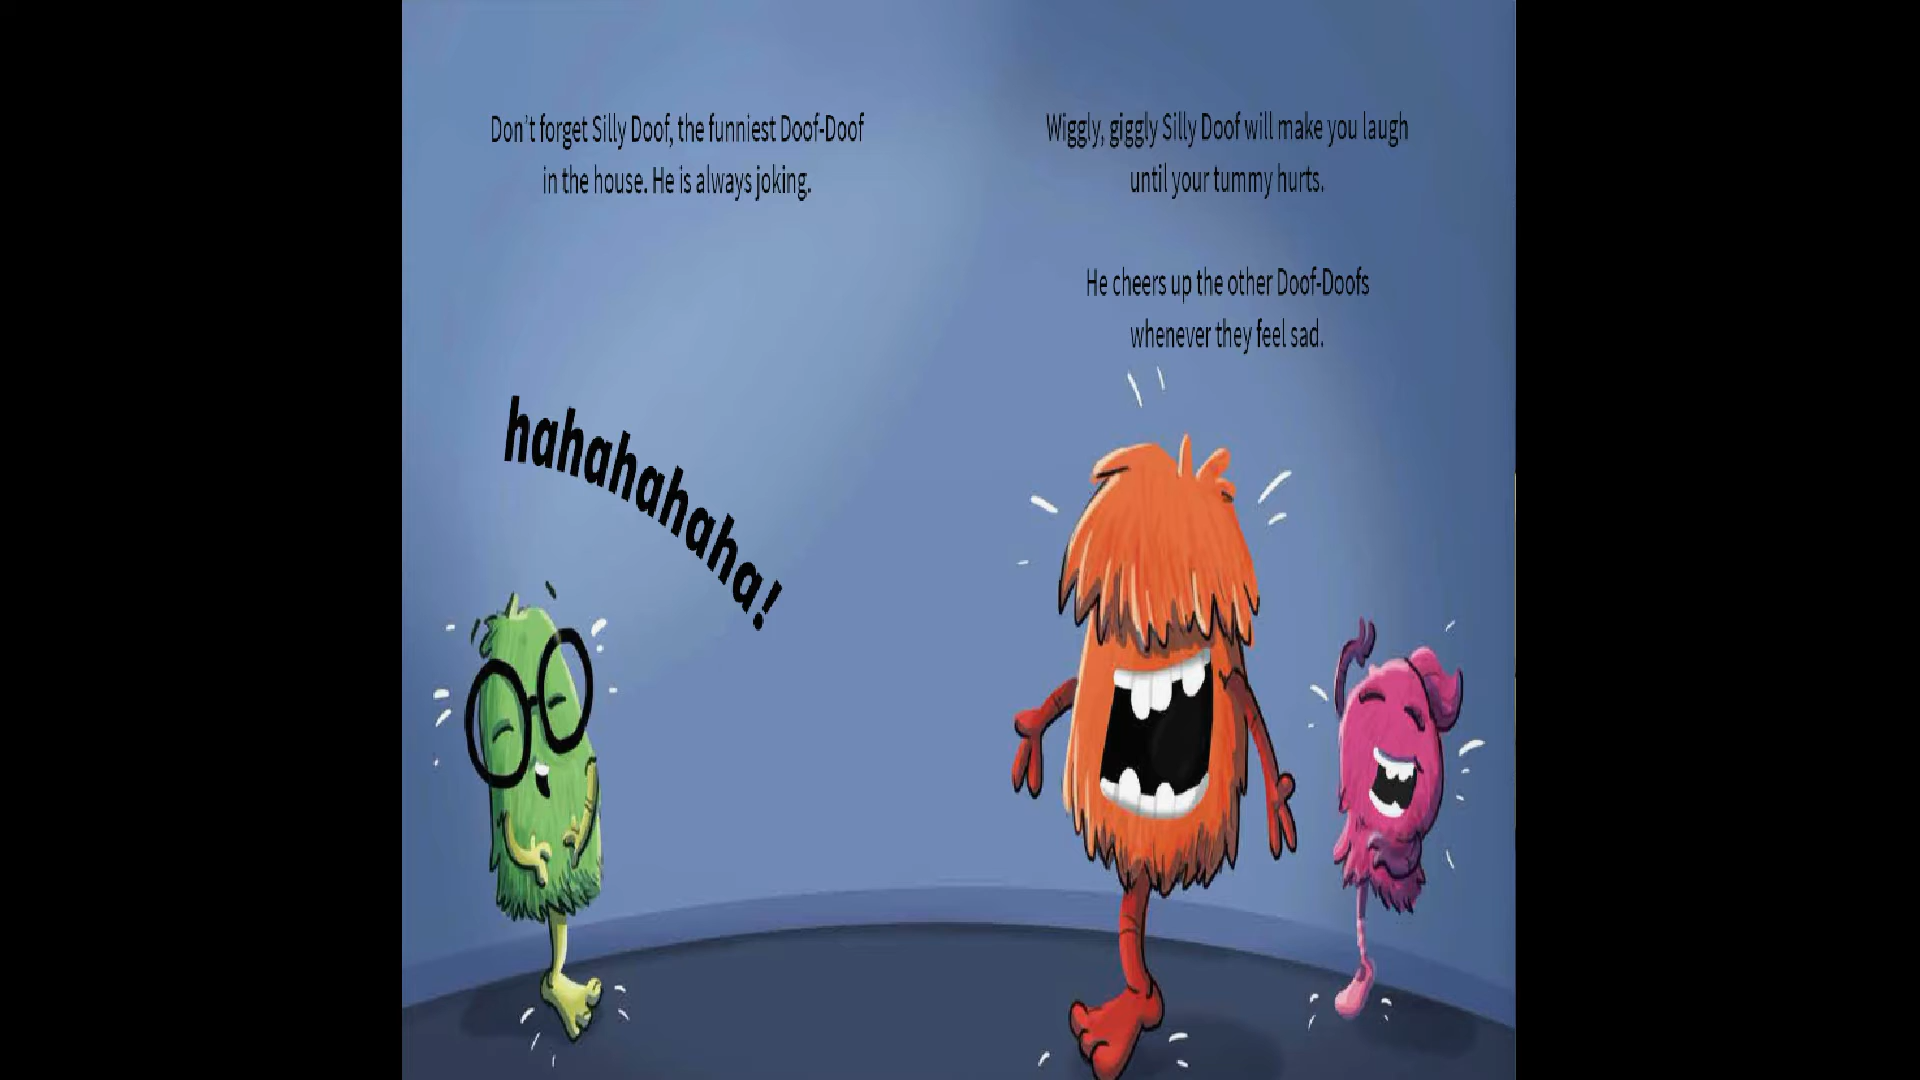 Don't forget Silly Doof, the funniest Doof-Doof
in the house. He is always joking.
hahahahaha!
Wiggly, giggly Silly Doof will make you laugh
until your tummy hurts.
He cheers up the other Doof-Doofs
whenever they feel sad.